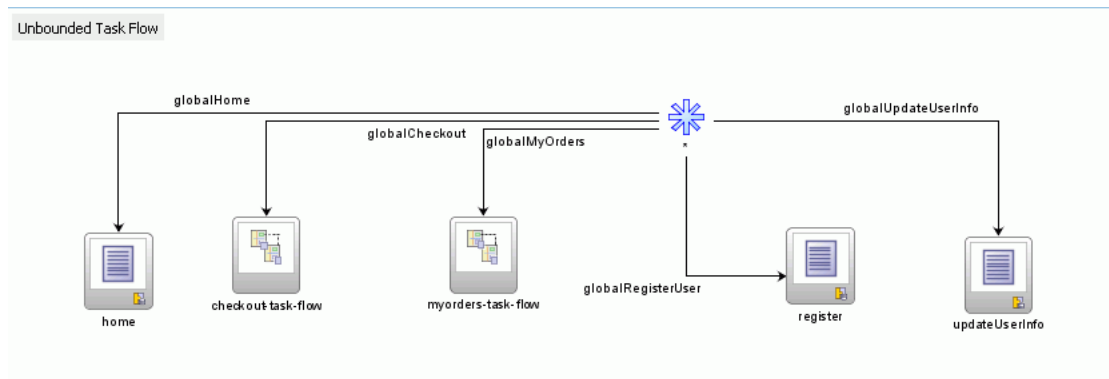 Unbounded Task Flow
globalHome
globalUpdateUserInfo
globalCheckout
globalMyOrders
*
globalRegisterUser
home
checkout-task-flow
myorders-task-flow
register
updateUserInfo